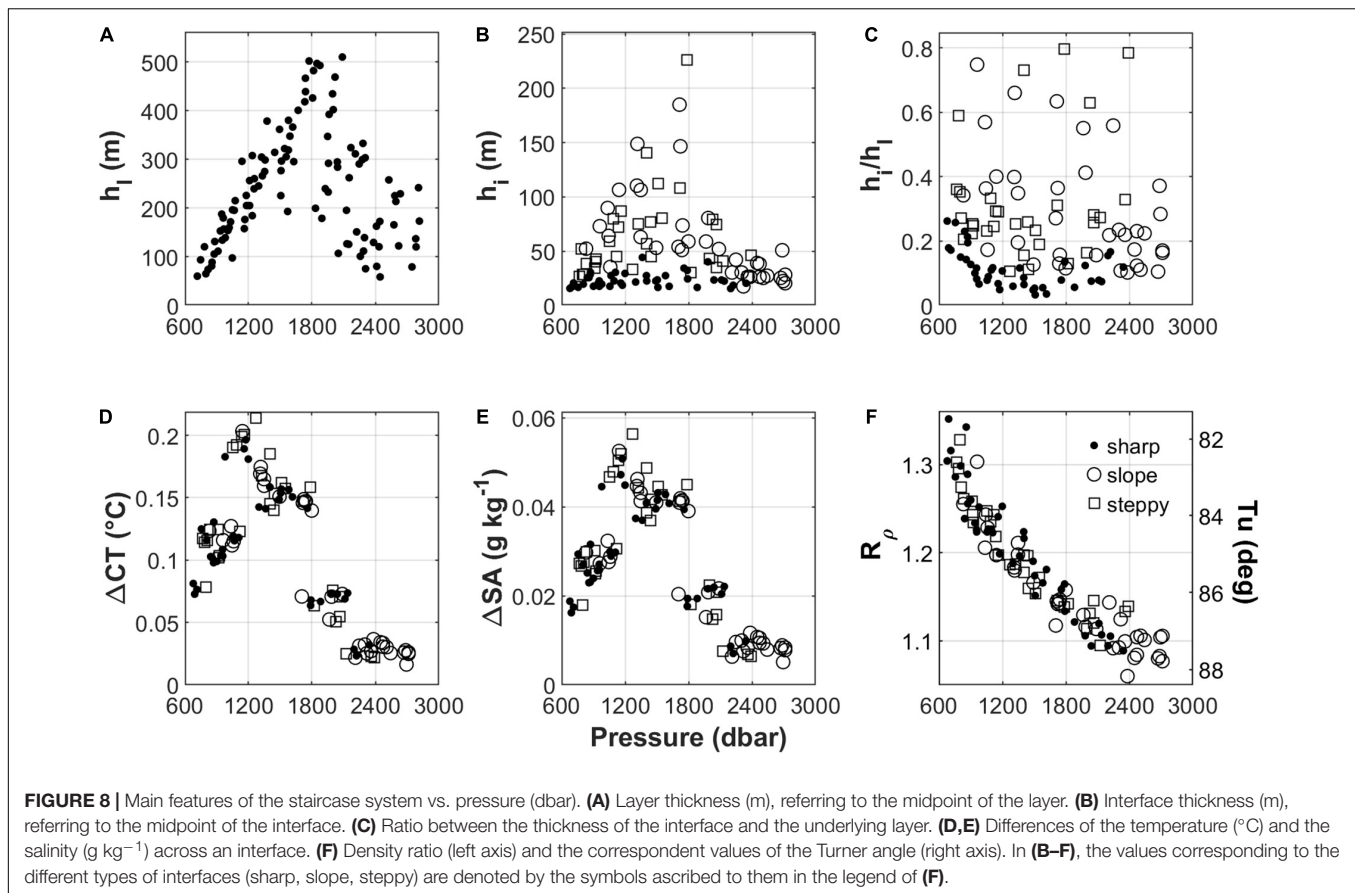 A
B
C
500
400
300
200
100
0
h_l (m)
600 1200 1800 2400 3000
250
200
150
100
50
0
h_i (m)
600 1200 1800 2400 3000
0.8
0.6
0.4
0.2
0
h_i/h_l
600 1200 1800 2400 3000
D
E
F
0.2
0.15
0.1
0.05
0
△CT (°C)
600 1200 1800 2400 3000
0.06
0.04
0.02
0
△SA (g kg⁻¹)
600 1200 1800 2400 3000
Pressure (dbar)
1.3
1.2
1.1
R_ρ
82
84
86
88
Tu (deg)
sharp
slope
steppy
600 1200 1800 2400 3000
FIGURE 8 | Main features of the staircase system vs. pressure (dbar). (A) Layer thickness (m), referring to the midpoint of the layer. (B) Interface thickness (m),
referring to the midpoint of the interface. (C) Ratio between the thickness of the interface and the underlying layer. (D,E) Differences of the temperature (°C) and the
salinity (g kg⁻¹) across an interface. (F) Density ratio (left axis) and the correspondent values of the Turner angle (right axis). In (B–F), the values corresponding to the
different types of interfaces (sharp, slope, steppy) are denoted by the symbols ascribed to them in the legend of (F).